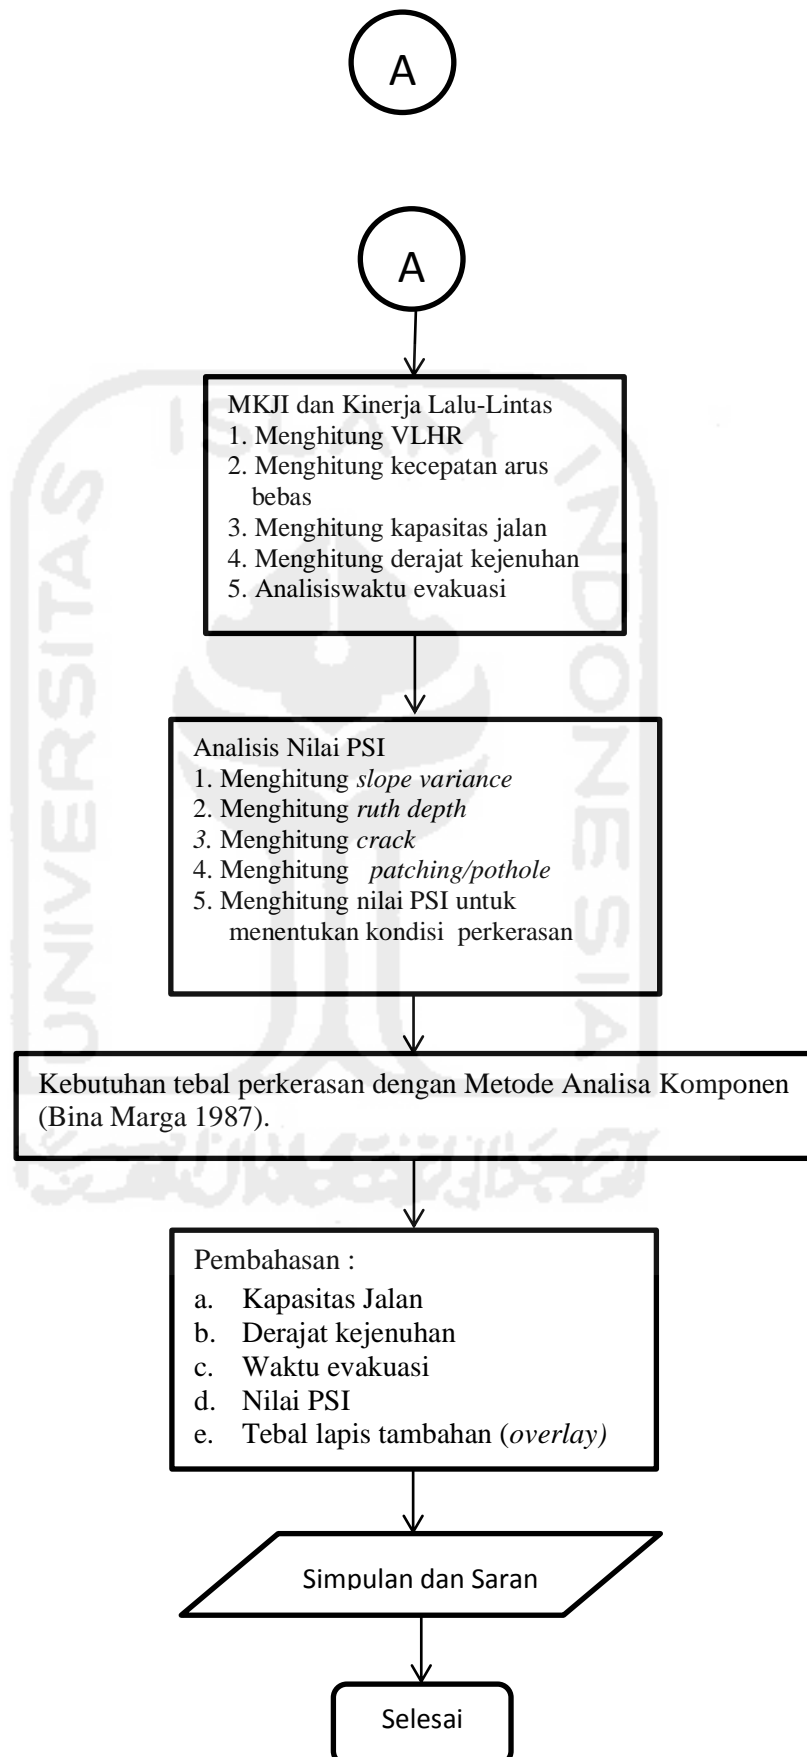 A
A
MKJI dan Kinerja Lalu-Lintas
1. Menghitung VLHR
2. Menghitung kecepatan arus
bebas
3. Menghitung kapasitas jalan
4. Menghitung derajat kejenuhan
5. Analisiswaktu evakuasi
Analisis Nilai PSI
1. Menghitung slope variance
2. Menghitung ruth depth
3. Menghitung crack
4. Menghitung patching/pothole
5. Menghitung nilai PSI untuk
menentukan kondisi perkerasan
Kebutuhan tebal perkerasan dengan Metode Analisa Komponen
(Bina Marga 1987).
Pembahasan :
a. Kapasitas Jalan
b. Derajat kejenuhan
c. Waktu evakuasi
d. Nilai PSI
e. Tebal lapis tambahan (overlay)
Simpulan dan Saran
Selesai
UNIVERSITAS
ISLAM
INDONESIA